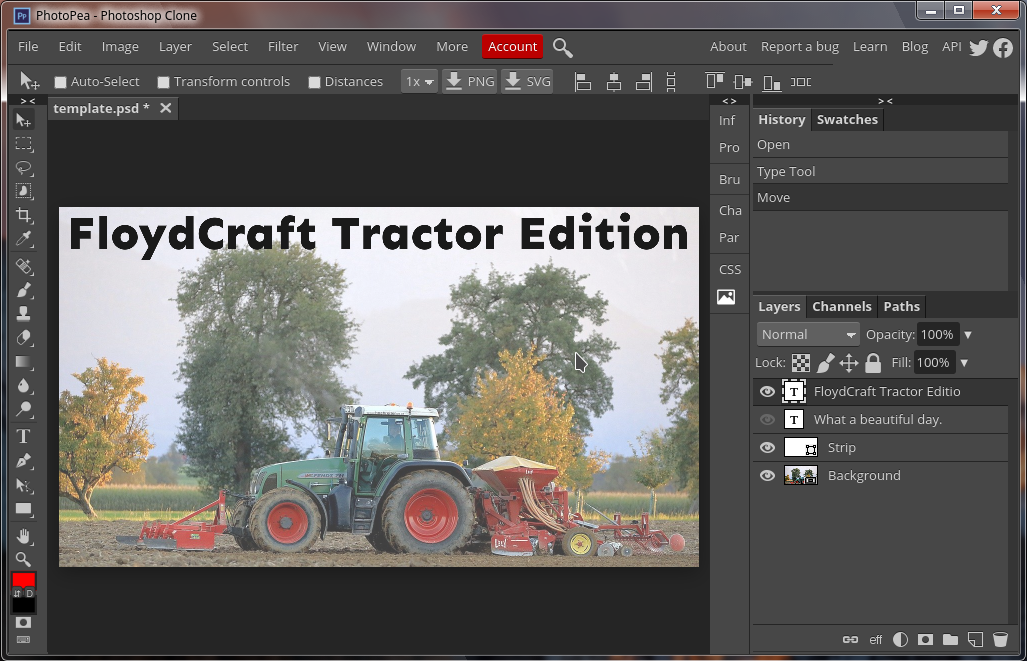 PhotoPea - Photoshop Clone
File Edit Image Layer Select Filter View Window More Account About Report a bug Learn Blog API
Auto-Select Transform controls Distances 1x PNG SVG
template.psd *
FloydCraft Tractor Edition
Inf
Pro
Bru
Cha
Par
CSS
History Swatches
Open
Type Tool
Move
Layers Channels Paths
Normal Opacity: 100%
Lock: Fill: 100%
T FloydCraft Tractor Editio
T What a beautiful day.
Strip
Background
eff